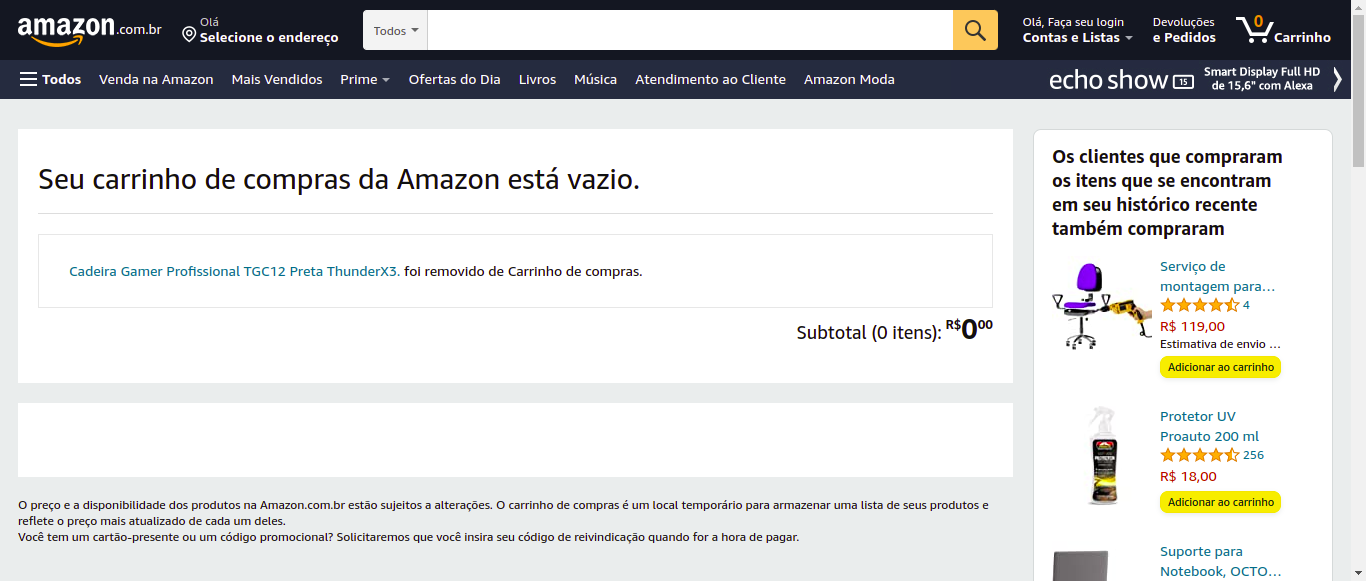 amazon.com.br
Olá
Selecione o endereço
Todos
Olá, Faça seu login
Contas e Listas
Devoluções
e Pedidos
0
Carrinho
Todos
Venda na Amazon
Mais Vendidos
Prime
Ofertas do Dia
Livros
Música
Atendimento ao Cliente
Amazon Moda
echo show 15
Smart Display Full HD
de 15,6" com Alexa
Seu carrinho de compras da Amazon está vazio.
Cadeira Gamer Profissional TGC12 Preta ThunderX3. foi removido de Carrinho de compras.
Subtotal (0 itens): R$000
O preço e a disponibilidade dos produtos na Amazon.com.br estão sujeitos a alterações. O carrinho de compras é um local temporário para armazenar uma lista de seus produtos e
reflete o preço mais atualizado de cada um deles.
Você tem um cartão-presente ou um código promocional? Solicitaremos que você insira seu código de reivindicação quando for a hora de pagar.
Os clientes que compraram
os itens que se encontram
em seu histórico recente
também compraram
Serviço de
montagem para...
4
R$ 119,00
Estimativa de envio ...
Adicionar ao carrinho
Protetor UV
Proauto 200 ml
256
R$ 18,00
Adicionar ao carrinho
Suporte para
Notebook, OCTO...